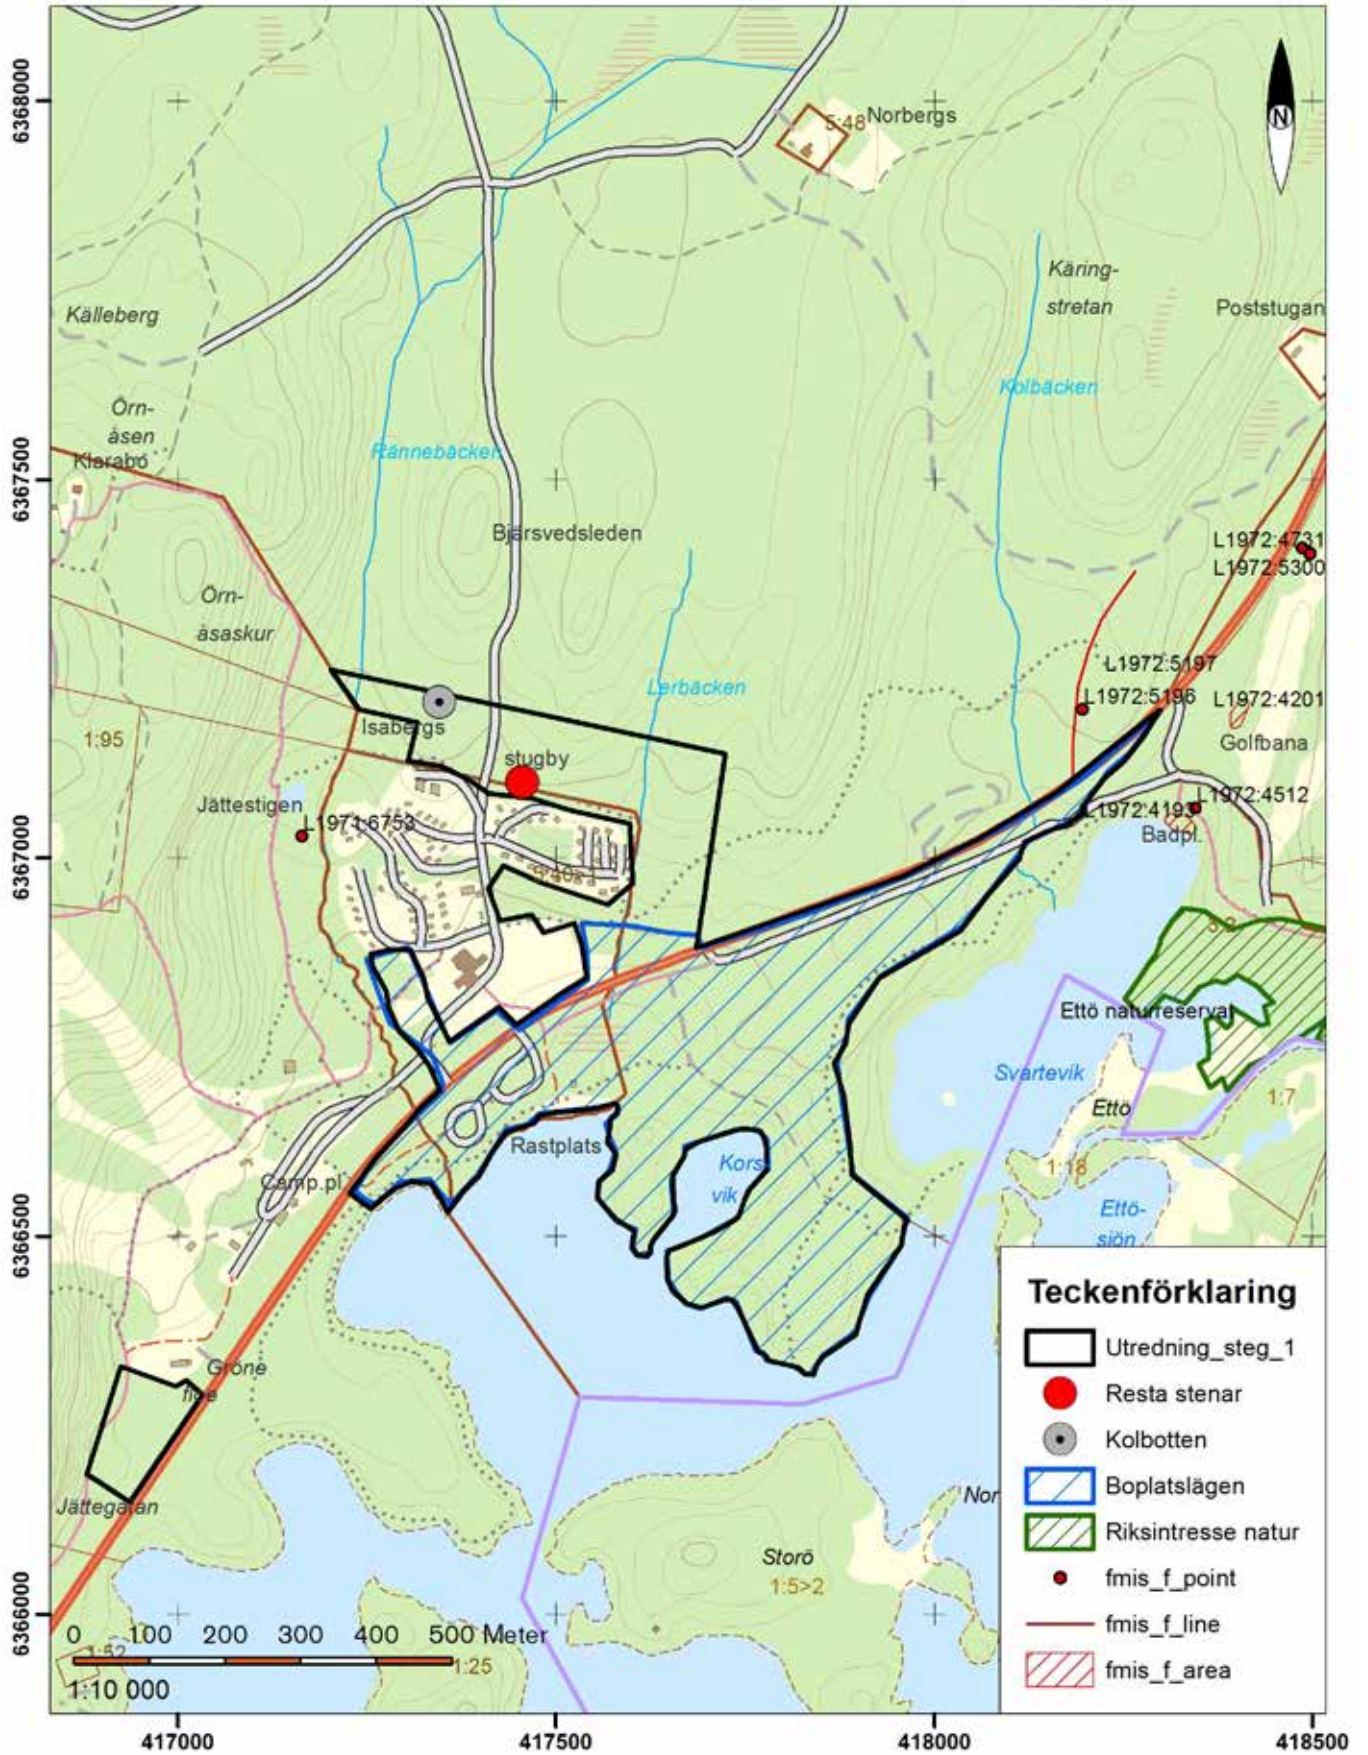 6368000
5:48
Norbergs
N
Käring-
stretan
Källeberg
Poststugan
Kolbäcken
Örn-
åsen
Klarabo
Rännebäcken
6367500
Bjärsvedsleden
L1972:4731
L1972:5300
Örn-
åsaskur
L1972:5197
Lerbäcken
L1972:5196
L1972:4201
Isabergs
1:95
Golfbana
stugby
Jättestigen
L1971:6753
L1972:4512
L1972:4193
Badpl.
6367000
Ettö naturreservat
Svartevik
Ettö
1:7
Rastplats
Kors-
vik
1:18
Camp.pl.
Ettö-
sjön
6366500
Teckenförklaring
Utredning_steg_1
Resta stenar
Kolbotten
Boplatslägen
Riksintresse natur
fmis_f_point
fmis_f_line
fmis_f_area
Gröne
Jättegatan
Nor
Storö
1:5>2
6366000
0 100 200 300 400 500 Meter
1:52
1:25
1:10 000
417000
417500
418000
418500